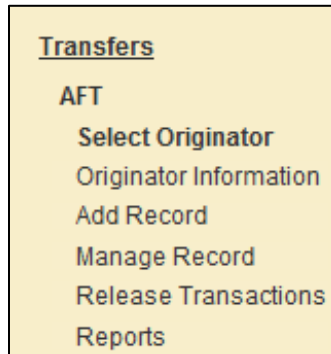 Transfers
AFT
Select Originator
Originator Information
Add Record
Manage Record
Release Transactions
Reports